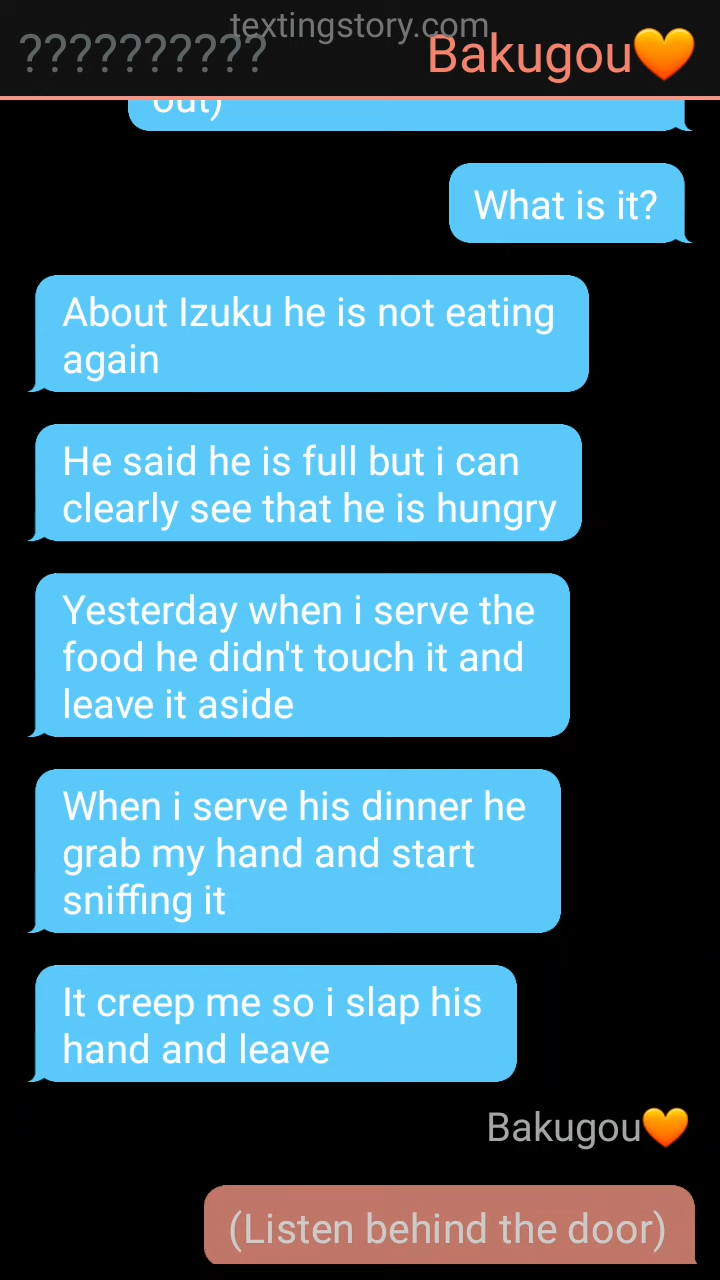 textingstory.com
??????????
Bakugou🧡
out)
What is it?
About Izuku he is not eating
again
He said he is full but i can
clearly see that he is hungry
Yesterday when i serve the
food he didn't touch it and
leave it aside
When i serve his dinner he
grab my hand and start
sniffing it
It creep me so i slap his
hand and leave
Bakugou🧡
(Listen behind the door)